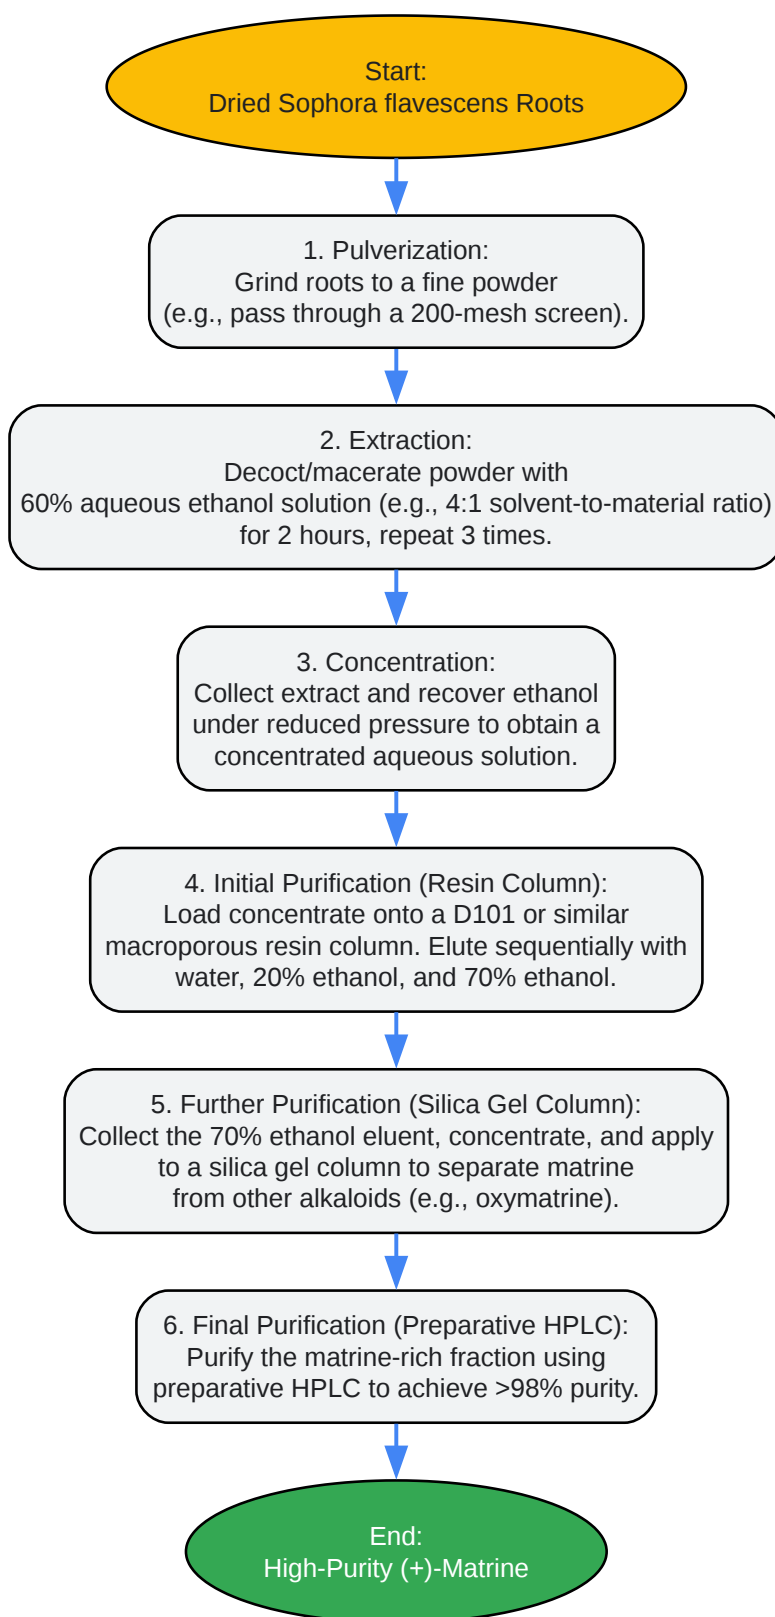 Start:
Dried Sophora flavescens Roots
1. Pulverization:
Grind roots to a fine powder
(e.g., pass through a 200-mesh screen).
2. Extraction:
Decoct/macerate powder with
60% aqueous ethanol solution (e.g., 4:1 solvent-to-material ratio)
for 2 hours, repeat 3 times.
3. Concentration:
Collect extract and recover ethanol
under reduced pressure to obtain a
concentrated aqueous solution.
4. Initial Purification (Resin Column):
Load concentrate onto a D101 or similar
macroporous resin column. Elute sequentially with
water, 20% ethanol, and 70% ethanol.
5. Further Purification (Silica Gel Column):
Collect the 70% ethanol eluent, concentrate, and apply
to a silica gel column to separate matrine
from other alkaloids (e.g., oxymatrine).
6. Final Purification (Preparative HPLC):
Purify the matrine-rich fraction using
preparative HPLC to achieve >98% purity.
End:
High-Purity (+)-Matrine